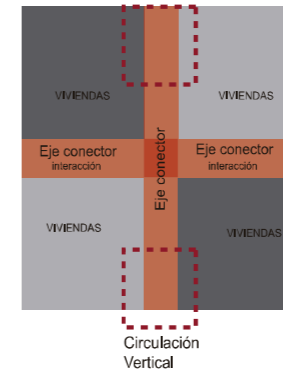 VIVIENDAS
VIVIENDAS
Eje conector
interacción
Eje conector
Eje conector
interacción
VIVIENDAS
VIVIENDAS
Circulación
Vertical